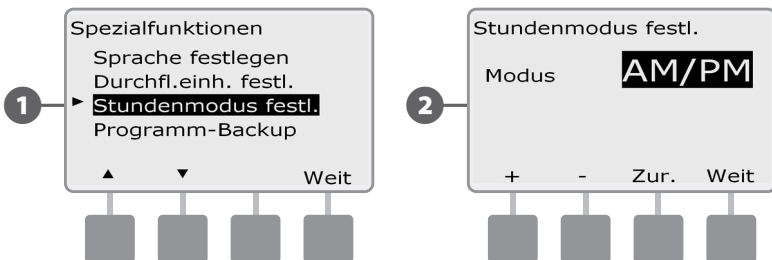 1
Spezialfunktionen
Sprache festlegen
Durchfl.einh. festl.
► Stundenmodus festl.
Programm-Backup
▲ ▼ Weit
2
Stundenmodus festl.
Modus AM/PM
+ - Zur. Weit